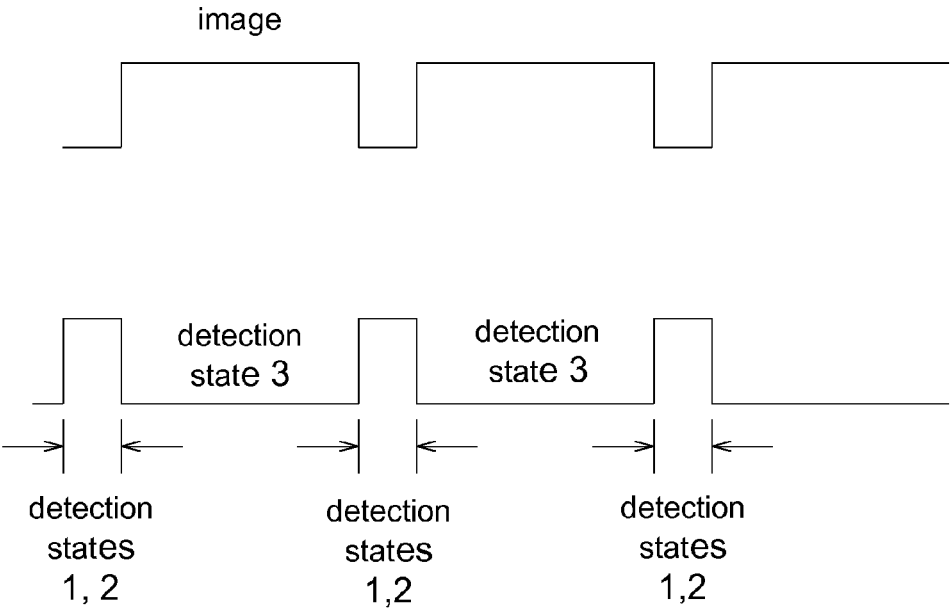 image
detection
state 3
detection
state 3
detection
states
1, 2
detection
states
1,2
detection
states
1,2